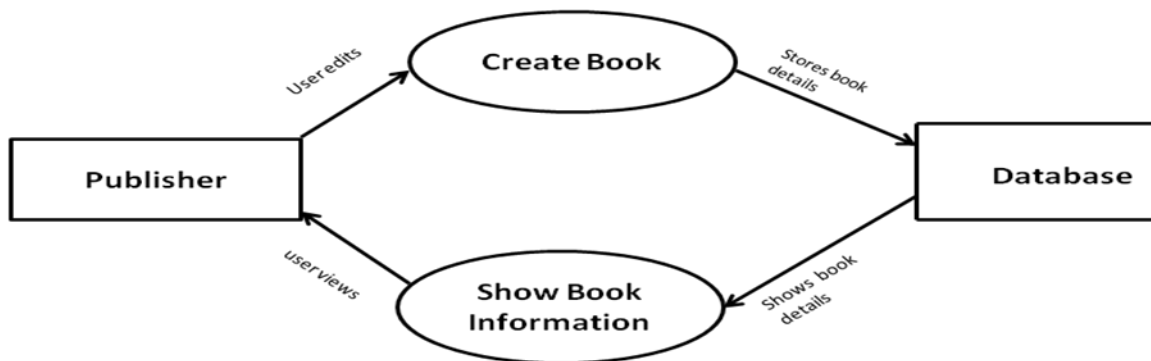 Create Book
User edits
Stores book
details
Publisher
Database
user views
Shows book
details
Show Book
Information